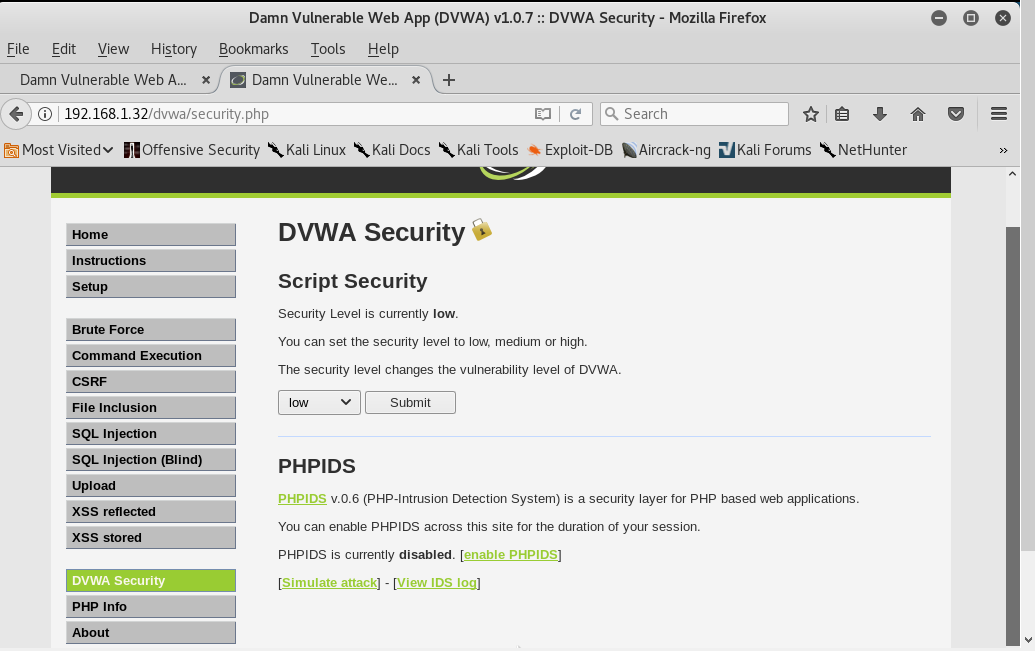 Damn Vulnerable Web App (DVWA) v1.0.7 :: DVWA Security - Mozilla Firefox
File Edit View History Bookmarks Tools Help
Damn Vulnerable Web A... Damn Vulnerable We...
192.168.1.32/dvwa/security.php Search
Most Visited Offensive Security Kali Linux Kali Docs Kali Tools Exploit-DB Aircrack-ng Kali Forums NetHunter »
Home
Instructions
Setup
Brute Force
Command Execution
CSRF
File Inclusion
SQL Injection
SQL Injection (Blind)
Upload
XSS reflected
XSS stored
DVWA Security
PHP Info
About
DVWA Security
Script Security
Security Level is currently low.
You can set the security level to low, medium or high.
The security level changes the vulnerability level of DVWA.
low Submit
PHPIDS
PHPIDS v.0.6 (PHP-Intrusion Detection System) is a security layer for PHP based web applications.
You can enable PHPIDS across this site for the duration of your session.
PHPIDS is currently disabled. [enable PHPIDS]
[Simulate attack] - [View IDS log]